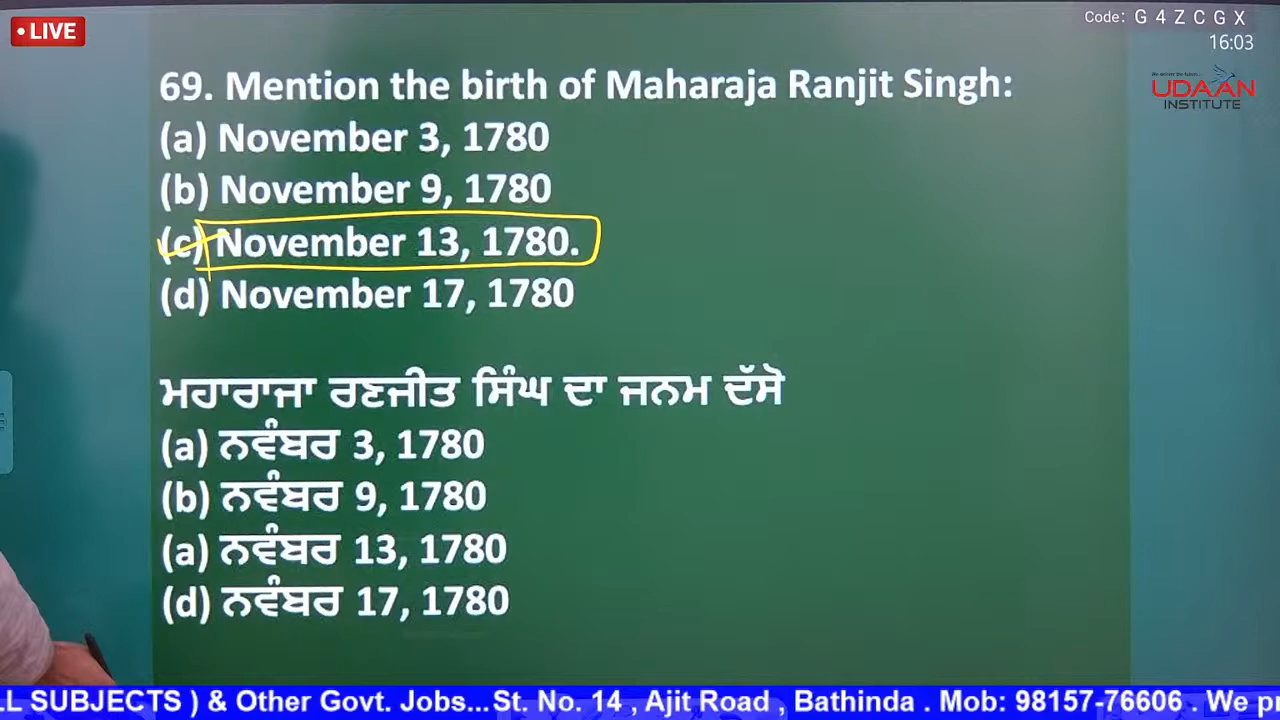 LIVE
Code: G 4 Z C G X
16:03
UDAAN
INSTITUTE
69. Mention the birth of Maharaja Ranjit Singh:
(a) November 3, 1780
(b) November 9, 1780
(c) November 13, 1780.
(d) November 17, 1780
ਮਹਾਰਾਜਾ ਰਣਜੀਤ ਸਿੰਘ ਦਾ ਜਨਮ ਦੱਸੋ
(a) ਨਵੰਬਰ 3, 1780
(b) ਨਵੰਬਰ 9, 1780
(a) ਨਵੰਬਰ 13, 1780
(d) ਨਵੰਬਰ 17, 1780
SUBJECTS ) & Other Govt. Jobs... St. No. 14 , Ajit Road , Bathinda . Mob: 98157-76606 . We